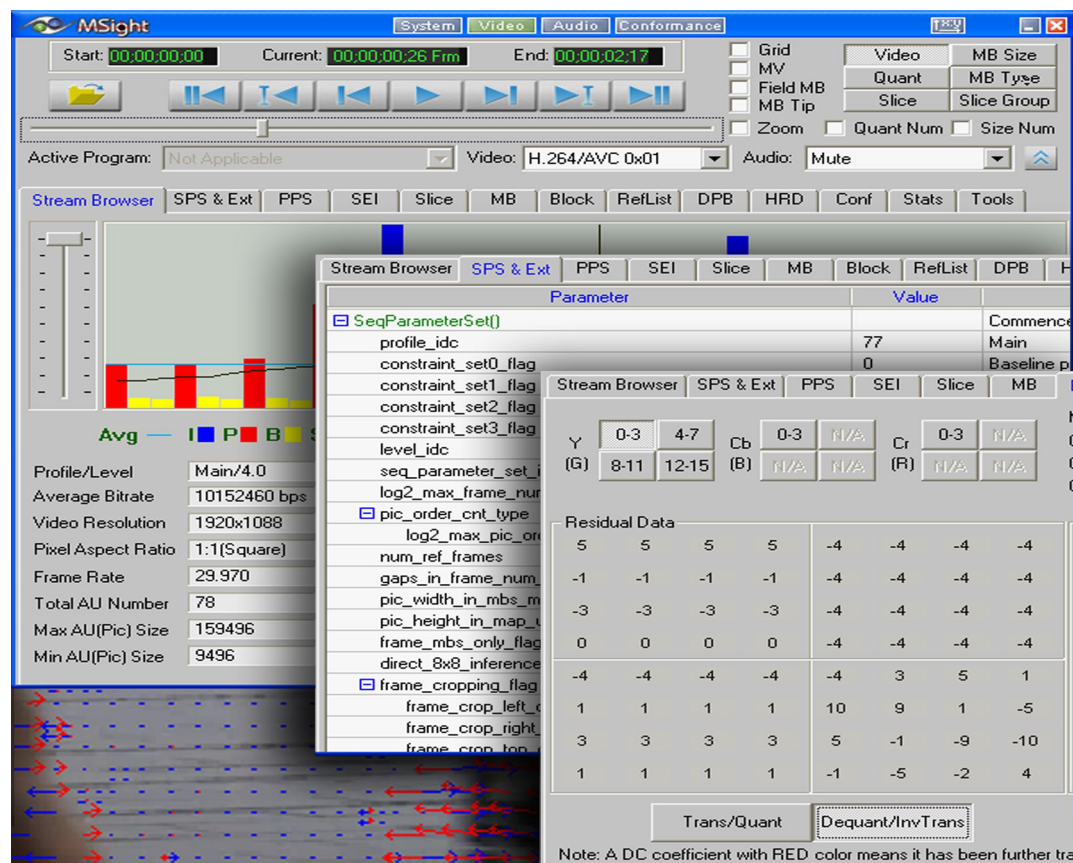 MSight System Video Audio Conformance
Start: 00;00;00;00 Current: 00;00;00;26 Frm End: 00;00;02;17
Grid
MV
Field MB
MB Tip
Video MB Size
Quant MB Type
Slice Slice Group
Zoom Quant Num Size Num
Active Program: Not Applicable Video: H.264/AVC 0x01 Audio: Mute
Stream Browser SPS & Ext PPS SEI Slice MB Block RefList DPB HRD Conf Stats Tools
Avg I P B
Profile/Level Main/4.0
Average Bitrate 10152460 bps
Video Resolution 1920x1088
Pixel Aspect Ratio 1:1(Square)
Frame Rate 29.970
Total AU Number 78
Max AU(Pic) Size 159496
Min AU(Pic) Size 9496
Stream Browser SPS & Ext PPS SEI Slice MB Block RefList DPB H
Parameter Value
SeqParameterSet() Commence
profile_idc 77 Main
constraint_set0_flag 0 Baseline p
constraint_set1_flag
constraint_set2_flag
constraint_set3_flag
level_idc
seq_parameter_set_i
log2_max_frame_nu
pic_order_cnt_type
log2_max_pic_or
num_ref_frames
gaps_in_frame_num_
pic_width_in_mbs_m
pic_height_in_map_u
frame_mbs_only_flag
direct_8x8_inference
frame_cropping_flag
frame_crop_left_
frame_crop_right_
frame_crop_top_
Stream Browser SPS & Ext PPS SEI Slice MB
Y 0-3 4-7 Cb 0-3 N/A Cr 0-3 N/A
(G) 8-11 12-15 (B) N/A N/A (R) N/A N/A
Residual Data
5 5 5 5 -4 -4 -4 -4
-1 -1 -1 -1 -4 -4 -4 -4
-3 -3 -3 -3 -4 -4 -4 -4
0 0 0 0 -4 -4 -4 -4
-4 -4 -4 -4 -4 3 5 1
1 1 1 1 10 9 1 -5
3 3 3 3 5 -1 -9 -10
1 1 1 1 -1 -5 -2 4
Trans/Quant Dequant/InvTrans
Note: A DC coefficient with RED color means it has been further tra